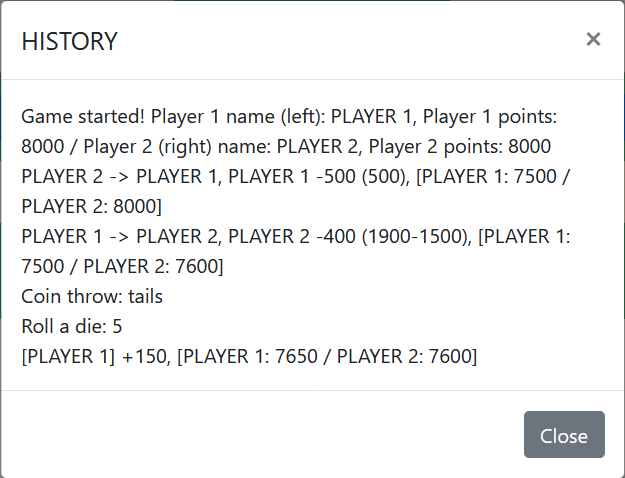 HISTORY
×
Game started! Player 1 name (left): PLAYER 1, Player 1 points:
8000 / Player 2 (right) name: PLAYER 2, Player 2 points: 8000
PLAYER 2 -> PLAYER 1, PLAYER 1 -500 (500), [PLAYER 1: 7500 /
PLAYER 2: 8000]
PLAYER 1 -> PLAYER 2, PLAYER 2 -400 (1900-1500), [PLAYER 1:
7500 / PLAYER 2: 7600]
Coin throw: tails
Roll a die: 5
[PLAYER 1] +150, [PLAYER 1: 7650 / PLAYER 2: 7600]
Close